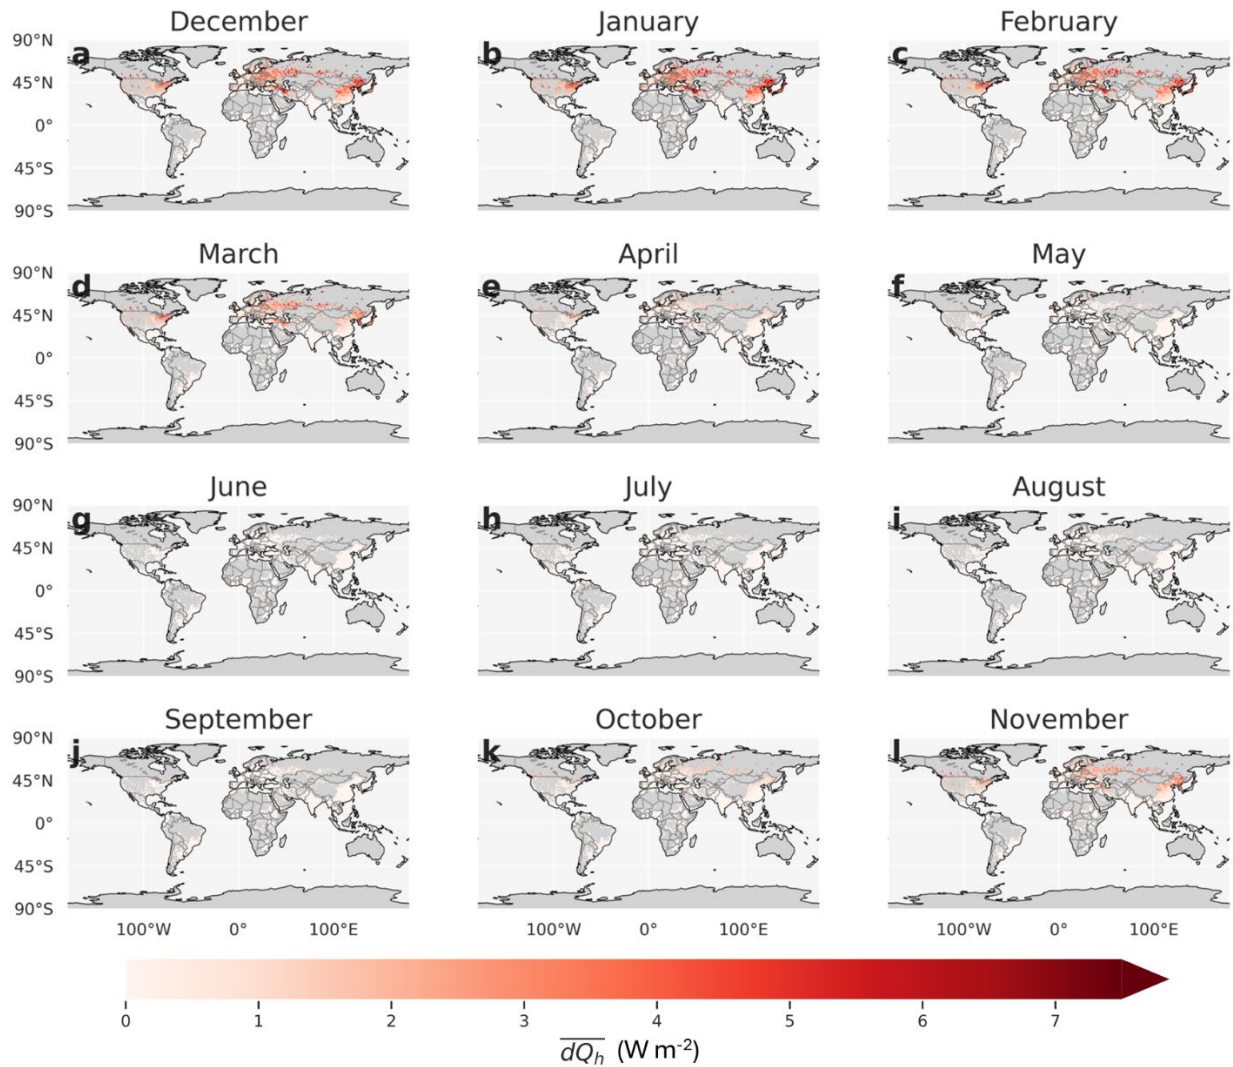 December January February
90°N a b c
45°N
0°
45°S
90°S
March April May
90°N d e f
45°N
0°
45°S
90°S
June July August
90°N g h i
45°N
0°
45°S
90°S
September October November
90°N j k l
45°N
0°
45°S
90°S
100°W 0° 100°E 100°W 0° 100°E 100°W 0° 100°E
0 1 2 3 4 5 6 7
dQₕ (W m⁻²)